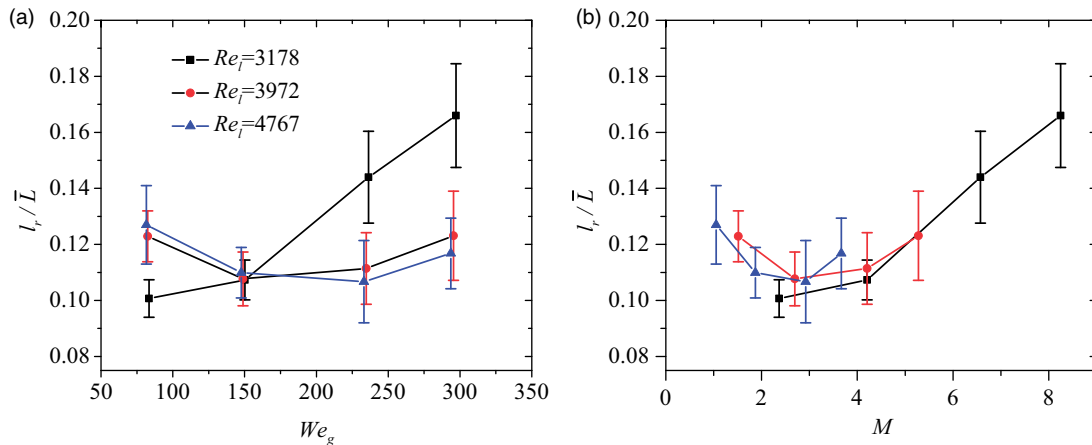 (a)
0.20
0.18
0.16
0.14
0.12
0.10
0.08
l_r / L̅
Re_l=3178
Re_l=3972
Re_l=4767
50 100 150 200 250 300 350
We_g
(b)
0.20
0.18
0.16
0.14
0.12
0.10
0.08
l_r / L̅
0 2 4 6 8
M